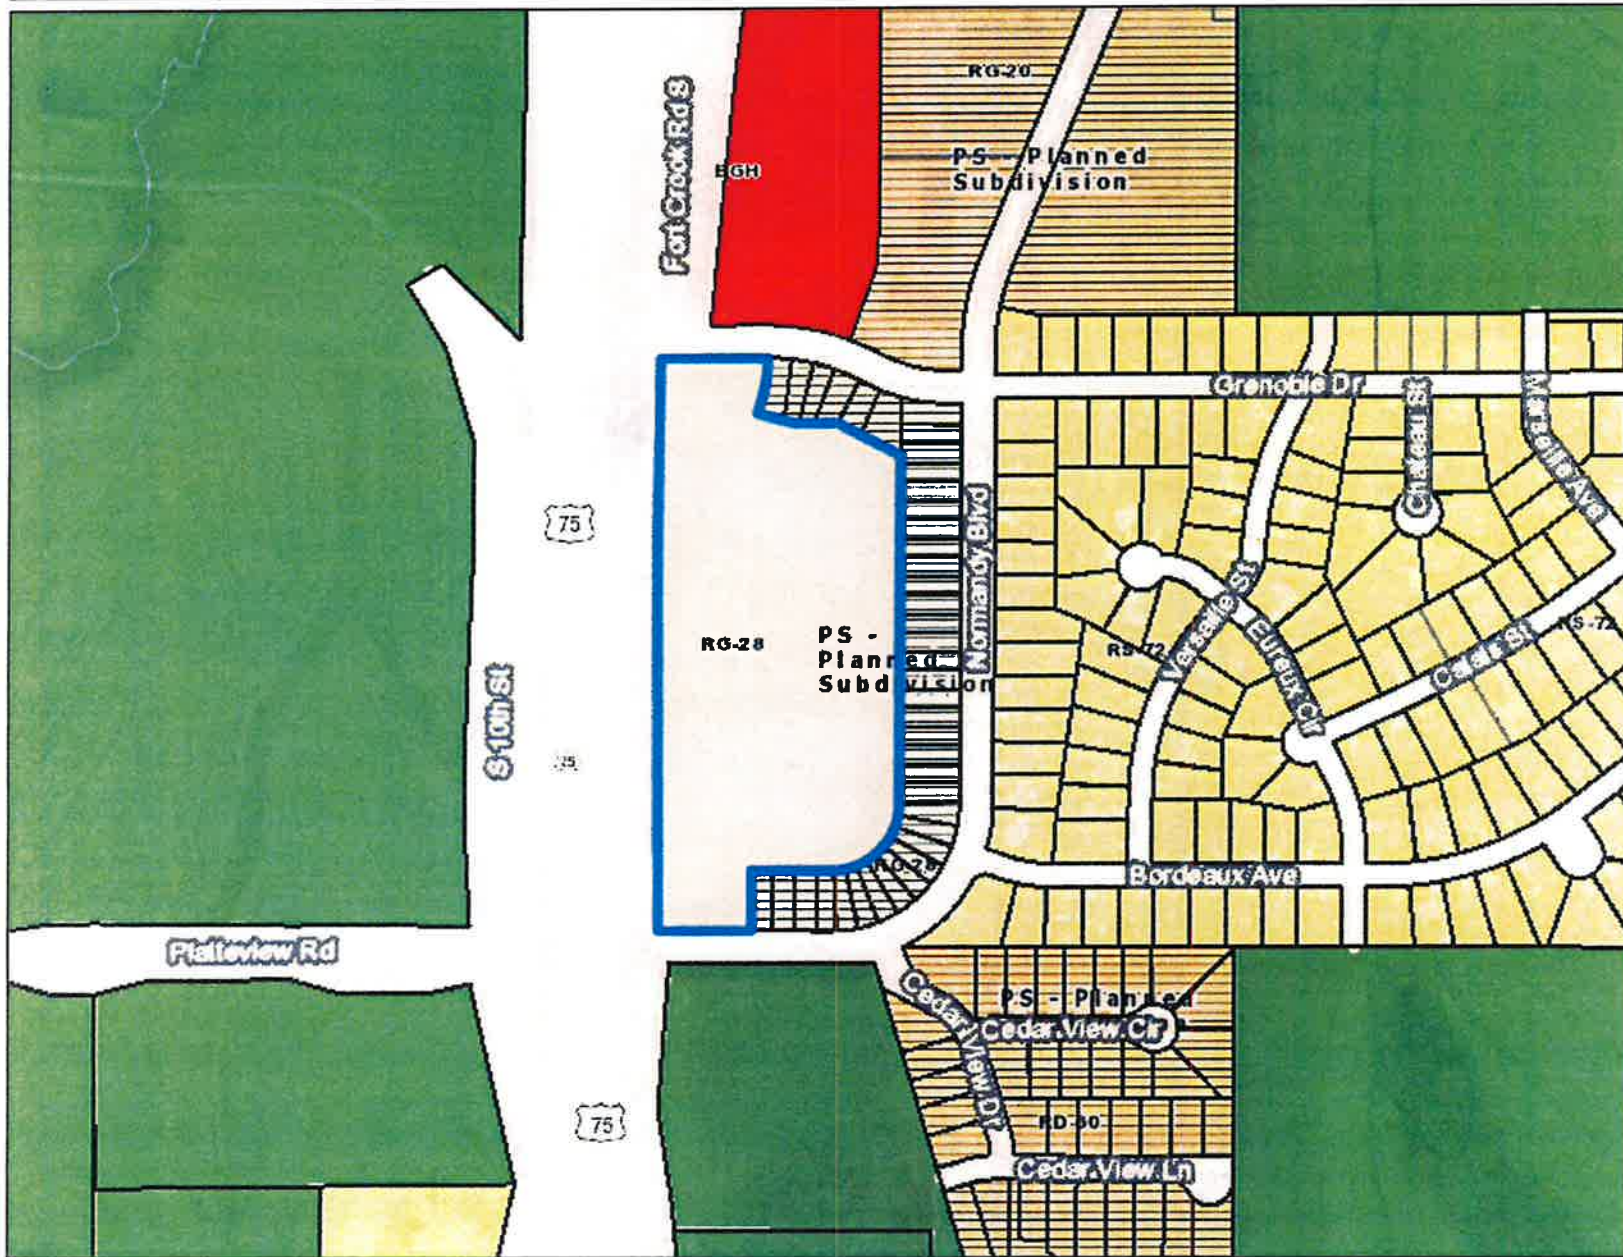 RG-20
Fort Crook Rd S
PS - Planned
Subdivision
BGH
Grenoble Dr
Chateau St
Marseille Ave
75
Normandy Blvd
RG-28
PS -
Planned
Subdivision
Versaille St
Eureux Cir
RS-72
Calais St
RS-72
S 10th St
75
RG-28
Bordeaux Ave
Platteview Rd
Cedar View Dr
PS - Planned
Cedar View Cir
RD-60
75
Cedar View Ln